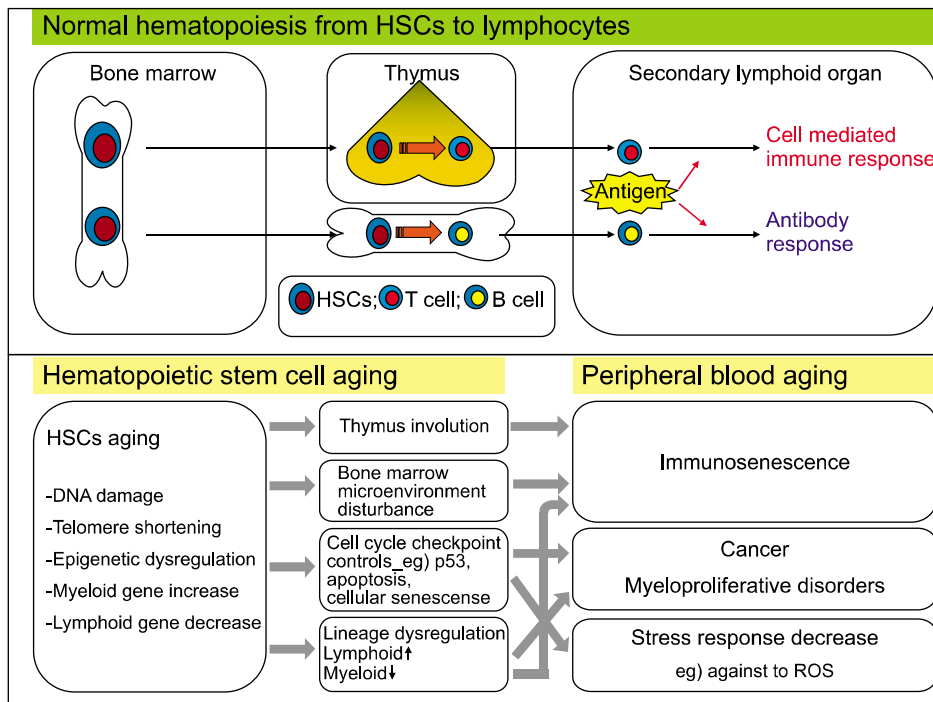 Normal hematopoiesis from HSCs to lymphocytes
Bone marrow
Thymus
Secondary lymphoid organ
Cell mediated
immune response
Antigen
Antibody
response
HSCs; T cell; B cell
Hematopoietic stem cell aging
Peripheral blood aging
HSCs aging
-DNA damage
-Telomere shortening
-Epigenetic dysregulation
-Myeloid gene increase
-Lymphoid gene decrease
Thymus involution
Bone marrow
microenvironment
disturbance
Cell cycle checkpoint
controls_eg) p53,
apoptosis,
cellular senescense
Lineage dysregulation
Lymphoid↑
Myeloid↓
Immunosenescence
Cancer
Myeloproliferative disorders
Stress response decrease
eg) against to ROS